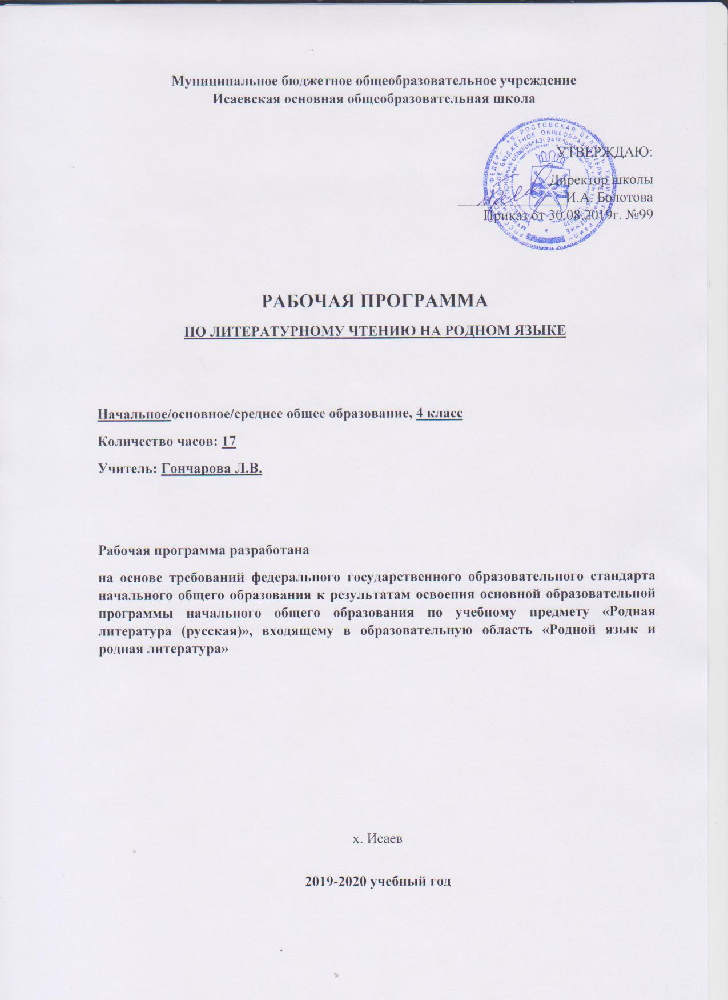 Муниципальное бюджетное общеобразовательное учреждение
Исаевская основная общеобразовательная школа
УТВЕРЖДАЮ:
Директор школы
И.А. Болотова
Приказ от 30.08.2019г. №99
РАБОЧАЯ ПРОГРАММА
ПО ЛИТЕРАТУРНОМУ ЧТЕНИЮ НА РОДНОМ ЯЗЫКЕ
Начальное/основное/среднее общее образование, 4 класс
Количество часов: 17
Учитель: Гончарова Л.В.
Рабочая программа разработана
на основе требований федерального государственного образовательного стандарта
начального общего образования к результатам освоения основной образовательной
программы начального общего образования по учебному предмету «Родная
литература (русская)», входящему в образовательную область «Родной язык и
родная литература»
х. Исаев
2019-2020 учебный год